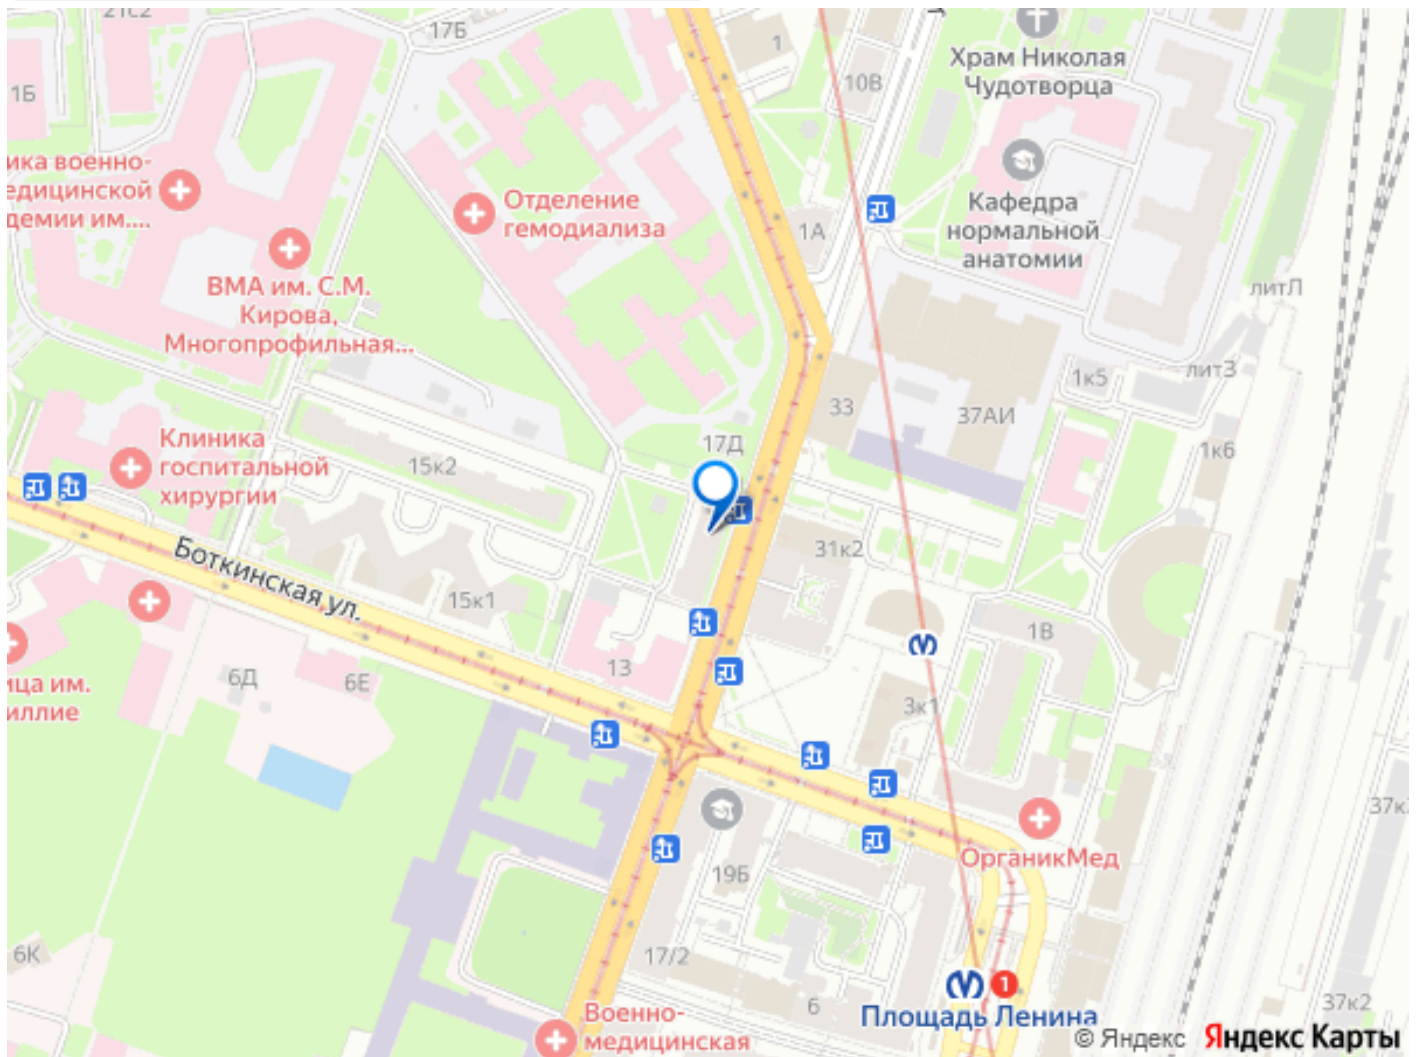 21с2
17Б
1
Храм Николая
Чудотворца
10В
1Б
ика военно-
едицинской
демии им....
Отделение
гемодиализа
1А
Кафедра
нормальной
анатомии
ВМА им. С.М.
Кирова,
Многопрофильная...
литЛ
литЗ
1к5
33
37АИ
1к6
17Д
Клиника
госпитальной
хирургии
15к2
31к2
Боткинская ул.
15к1
1В
13
6Д
6Е
ица им.
иллие
3к1
37к
ОрганикМед
19Б
17/2
6К
6
Площадь Ленина
1
37к2
Военно-
медицинская
© Яндекс Яндекс Карты